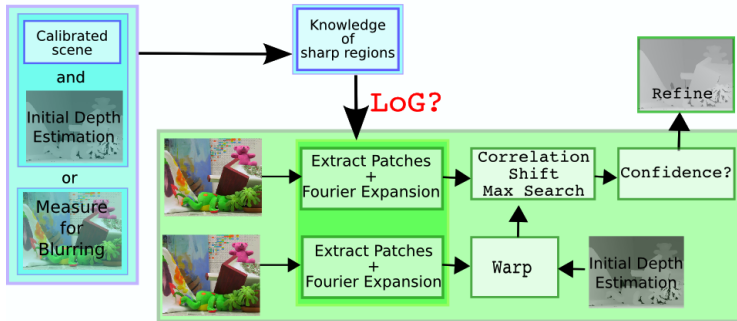 Calibrated
scene
and
Initial Depth
Estimation
or
Measure
for
Blurring
Knowledge
of
sharp regions
LoG?
Extract Patches
+
Fourier Expansion
Correlation
Shift
Max Search
Confidence?
Refine
Extract Patches
+
Fourier Expansion
Warp
Initial Depth
Estimation